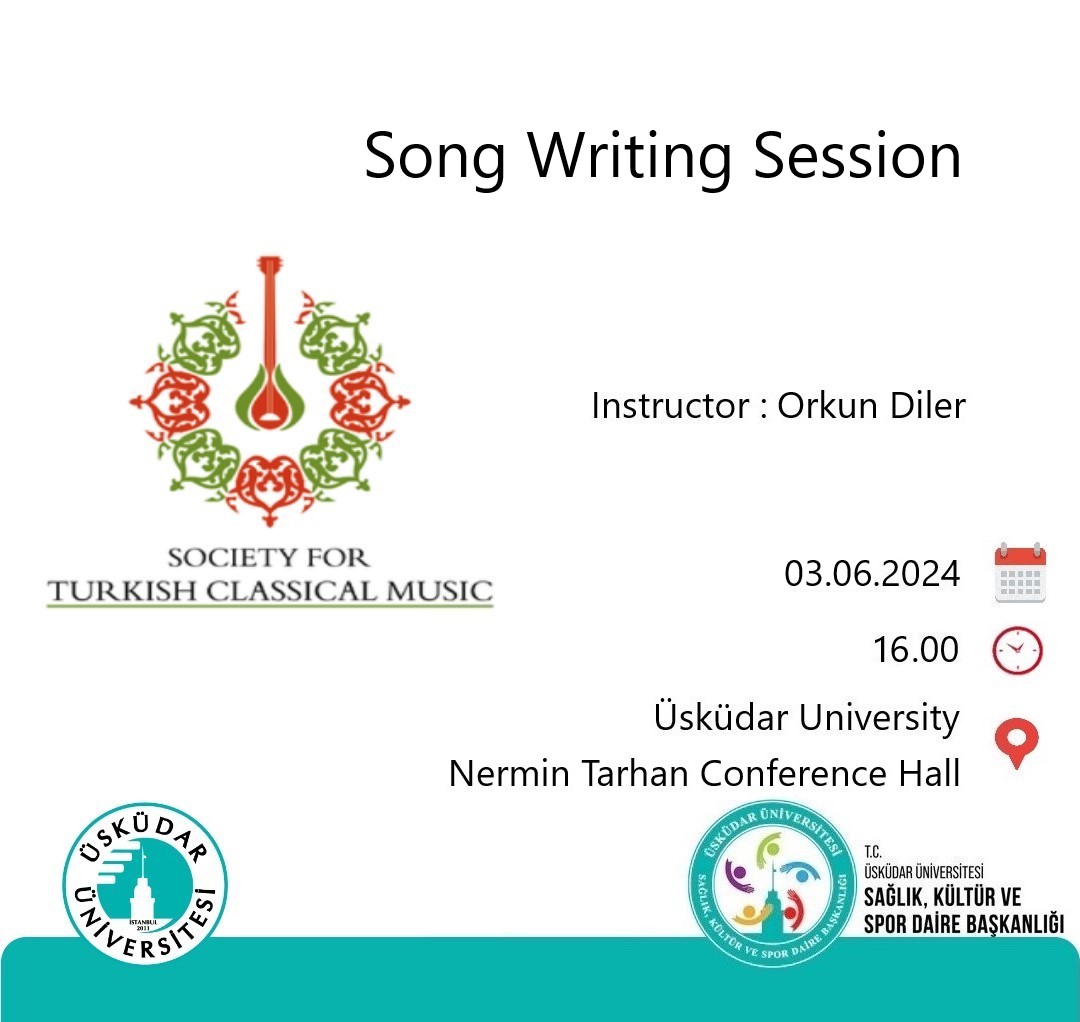 Song Writing Session
SOCIETY FOR
TURKISH CLASSICAL MUSIC
Instructor : Orkun Diler
03.06.2024
16.00
Üsküdar University
Nermin Tarhan Conference Hall
ÜSKÜDAR
ÜNİVERSİTESİ
İSTANBUL
2011
ÜSKÜDAR ÜNİVERSİTESİ
SAĞLIK, KÜLTÜR VE SPOR DAİRE BAŞKANLIĞI
T.C.
ÜSKÜDAR ÜNİVERSİTESİ
SAĞLIK, KÜLTÜR VE
SPOR DAİRE BAŞKANLIĞI